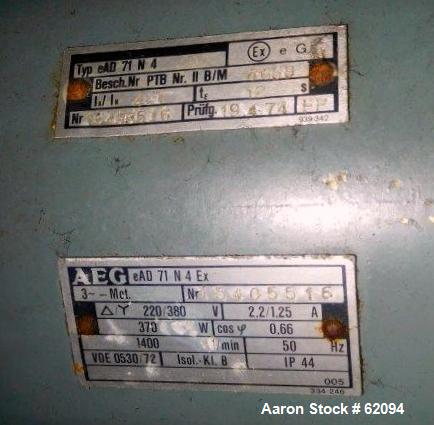 Typ eAD 71 N 4 Ex e G
Besch.Nr PTB Nr. II B/M
I / I tE 12 s
Nr Prüfg. 19.4.74
939 342
AEG eAD 71 N 4 Ex
3~ -Mot. Nr 15405516
Δ/Y 220/380 V 2,2/1,25 A
370 W cos φ 0,66
1400 /min 50 Hz
VDE 0530/72 Isol.-Kl. B IP 44
005
334 246
Aaron Stock # 62094